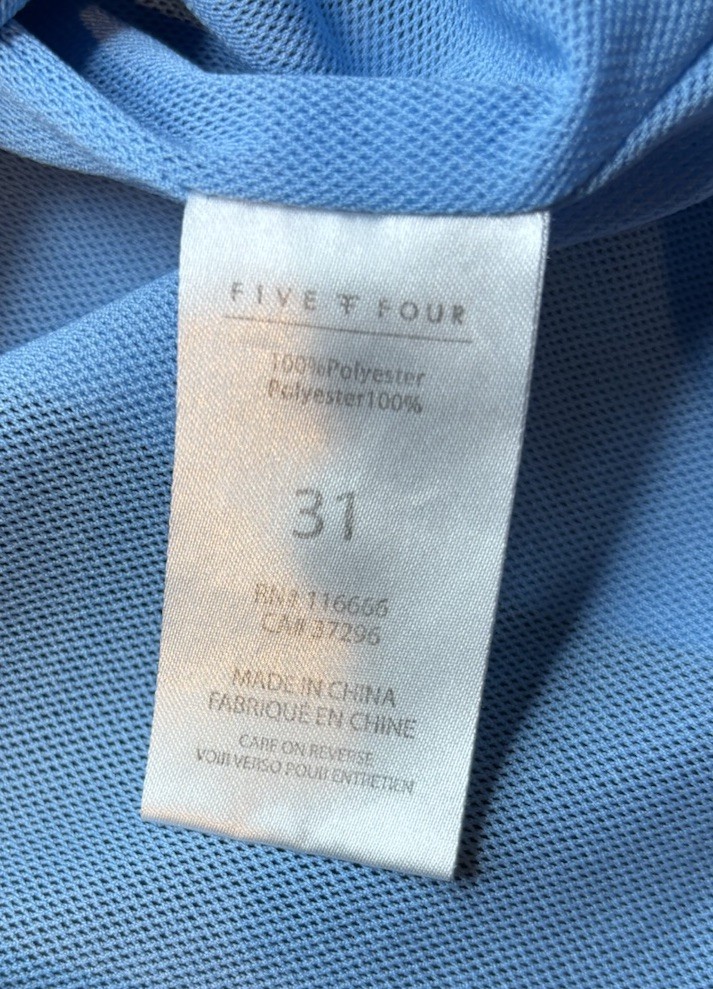 FIVE FF FOUR
100%Polyester
Polyester100%
31
RN# 116666
CA# 37296
MADE IN CHINA
FABRIQUÉ EN CHINE
CARE ON REVERSE
VOIR VERSO POUR ENTRETIEN